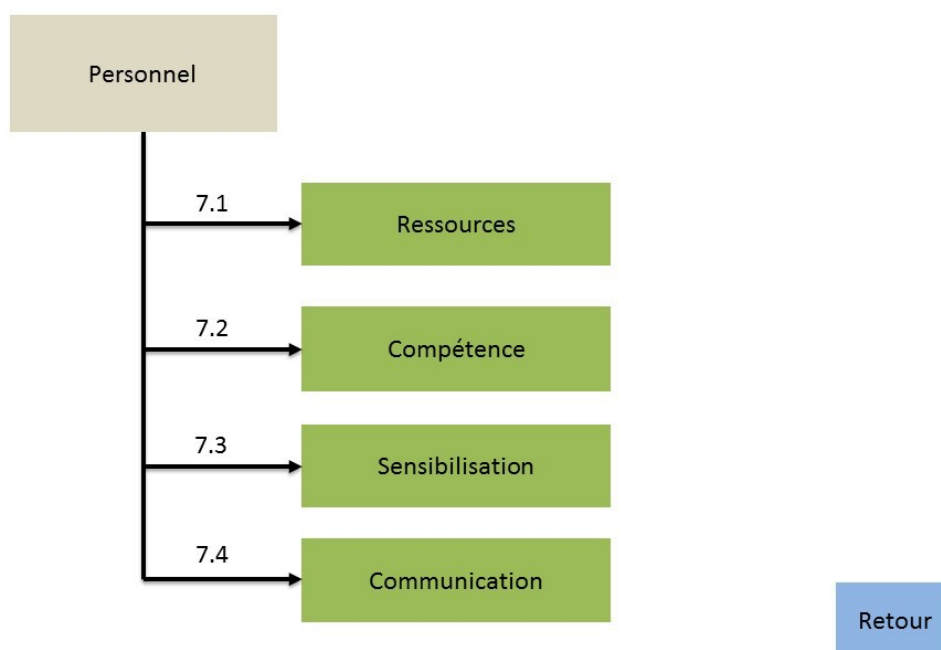 Personnel
7.1
Ressources
7.2
Compétence
7.3
Sensibilisation
7.4
Communication
Retour